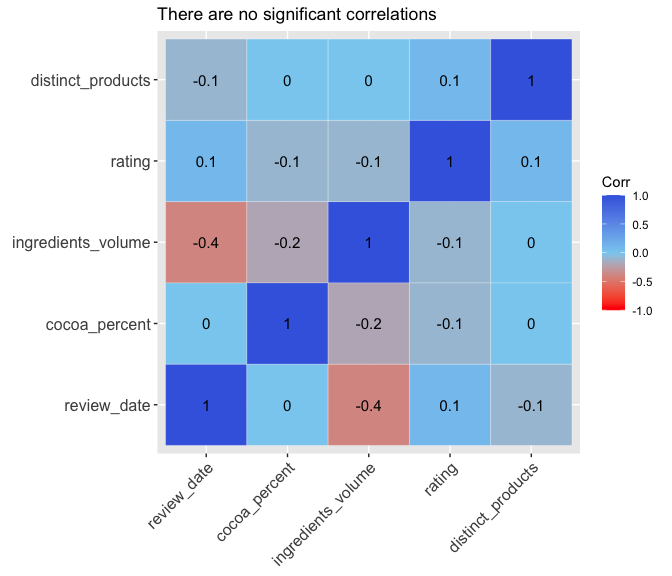 There are no significant correlations
distinct_products
-0.1 0 0 0.1 1
rating
0.1 -0.1 -0.1 1 0.1
ingredients_volume
-0.4 -0.2 1 -0.1 0
cocoa_percent
0 1 -0.2 -0.1 0
review_date
1 0 -0.4 0.1 -0.1
review_date
cocoa_percent
ingredients_volume
rating
distinct_products
Corr
1.0
0.5
0.0
-0.5
-1.0